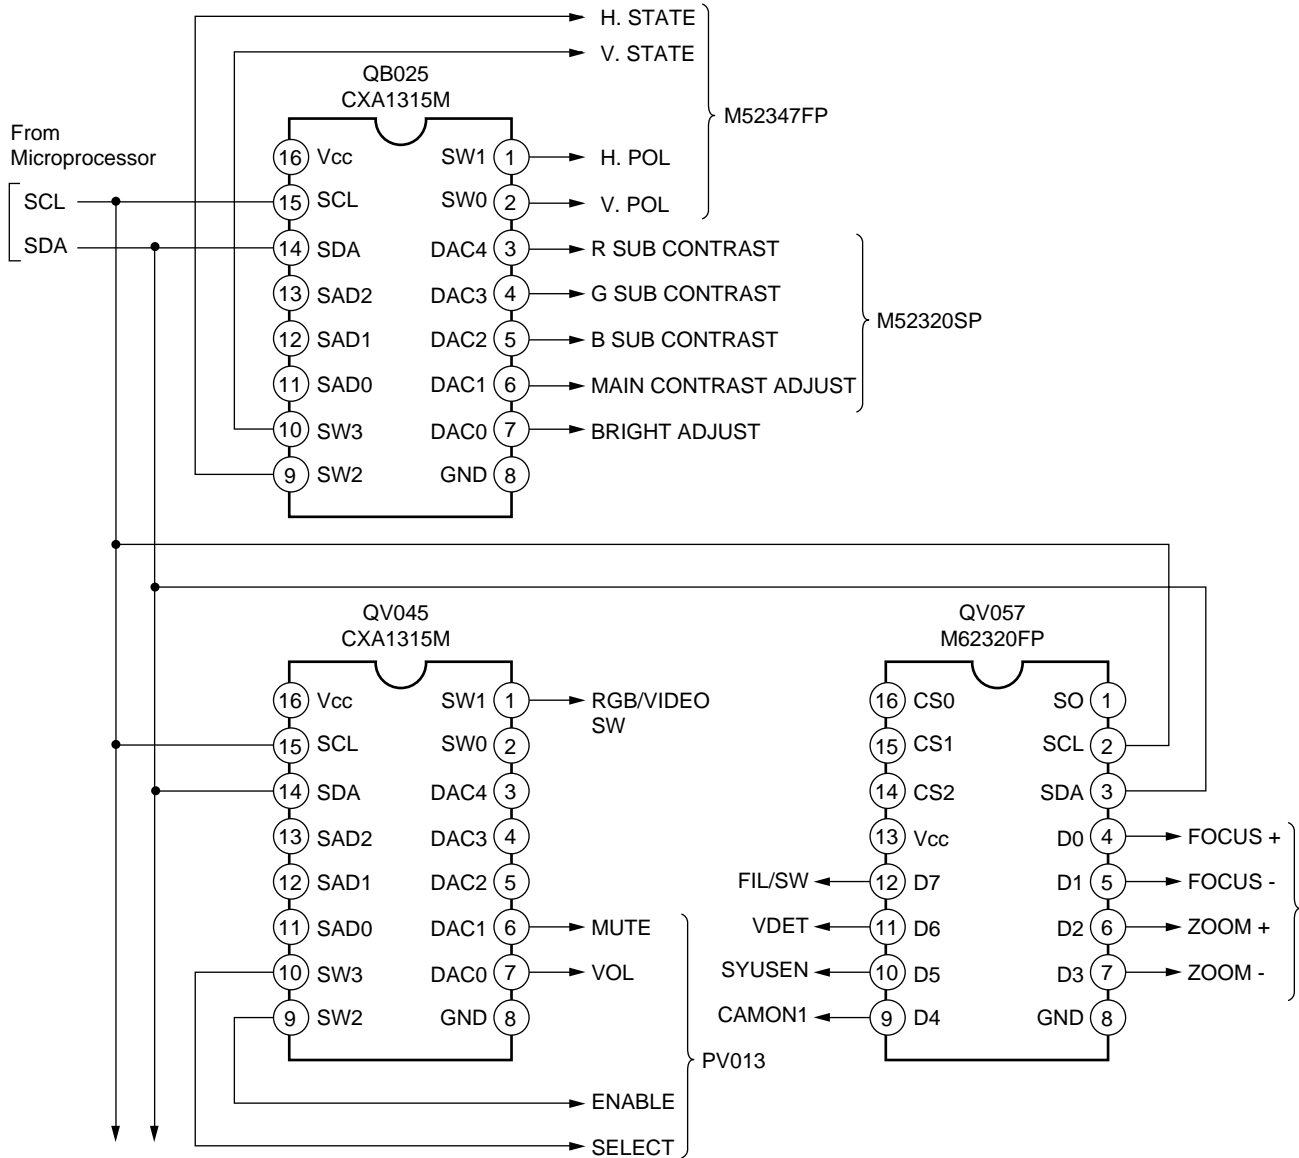 H. STATE
V. STATE
QB025
CXA1315M
M52347FP
From
Microprocessor
SCL
SDA
16 Vcc SW1 1 H. POL
15 SCL SW0 2 V. POL
14 SDA DAC4 3 R SUB CONTRAST
13 SAD2 DAC3 4 G SUB CONTRAST
12 SAD1 DAC2 5 B SUB CONTRAST
11 SAD0 DAC1 6 MAIN CONTRAST ADJUST
10 SW3 DAC0 7 BRIGHT ADJUST
9 SW2 GND 8
M52320SP
QV045
CXA1315M
16 Vcc SW1 1 RGB/VIDEO
SW
15 SCL SW0 2
14 SDA DAC4 3
13 SAD2 DAC3 4
12 SAD1 DAC2 5
11 SAD0 DAC1 6 MUTE
10 SW3 DAC0 7 VOL
9 SW2 GND 8
PV013
ENABLE
SELECT
QV057
M62320FP
16 CS0 SO 1
15 CS1 SCL 2
14 CS2 SDA 3
13 Vcc D0 4 FOCUS +
FIL/SW 12 D7 D1 5 FOCUS -
VDET 11 D6 D2 6 ZOOM +
SYUSEN 10 D5 D3 7 ZOOM -
CAMON1 9 D4 GND 8